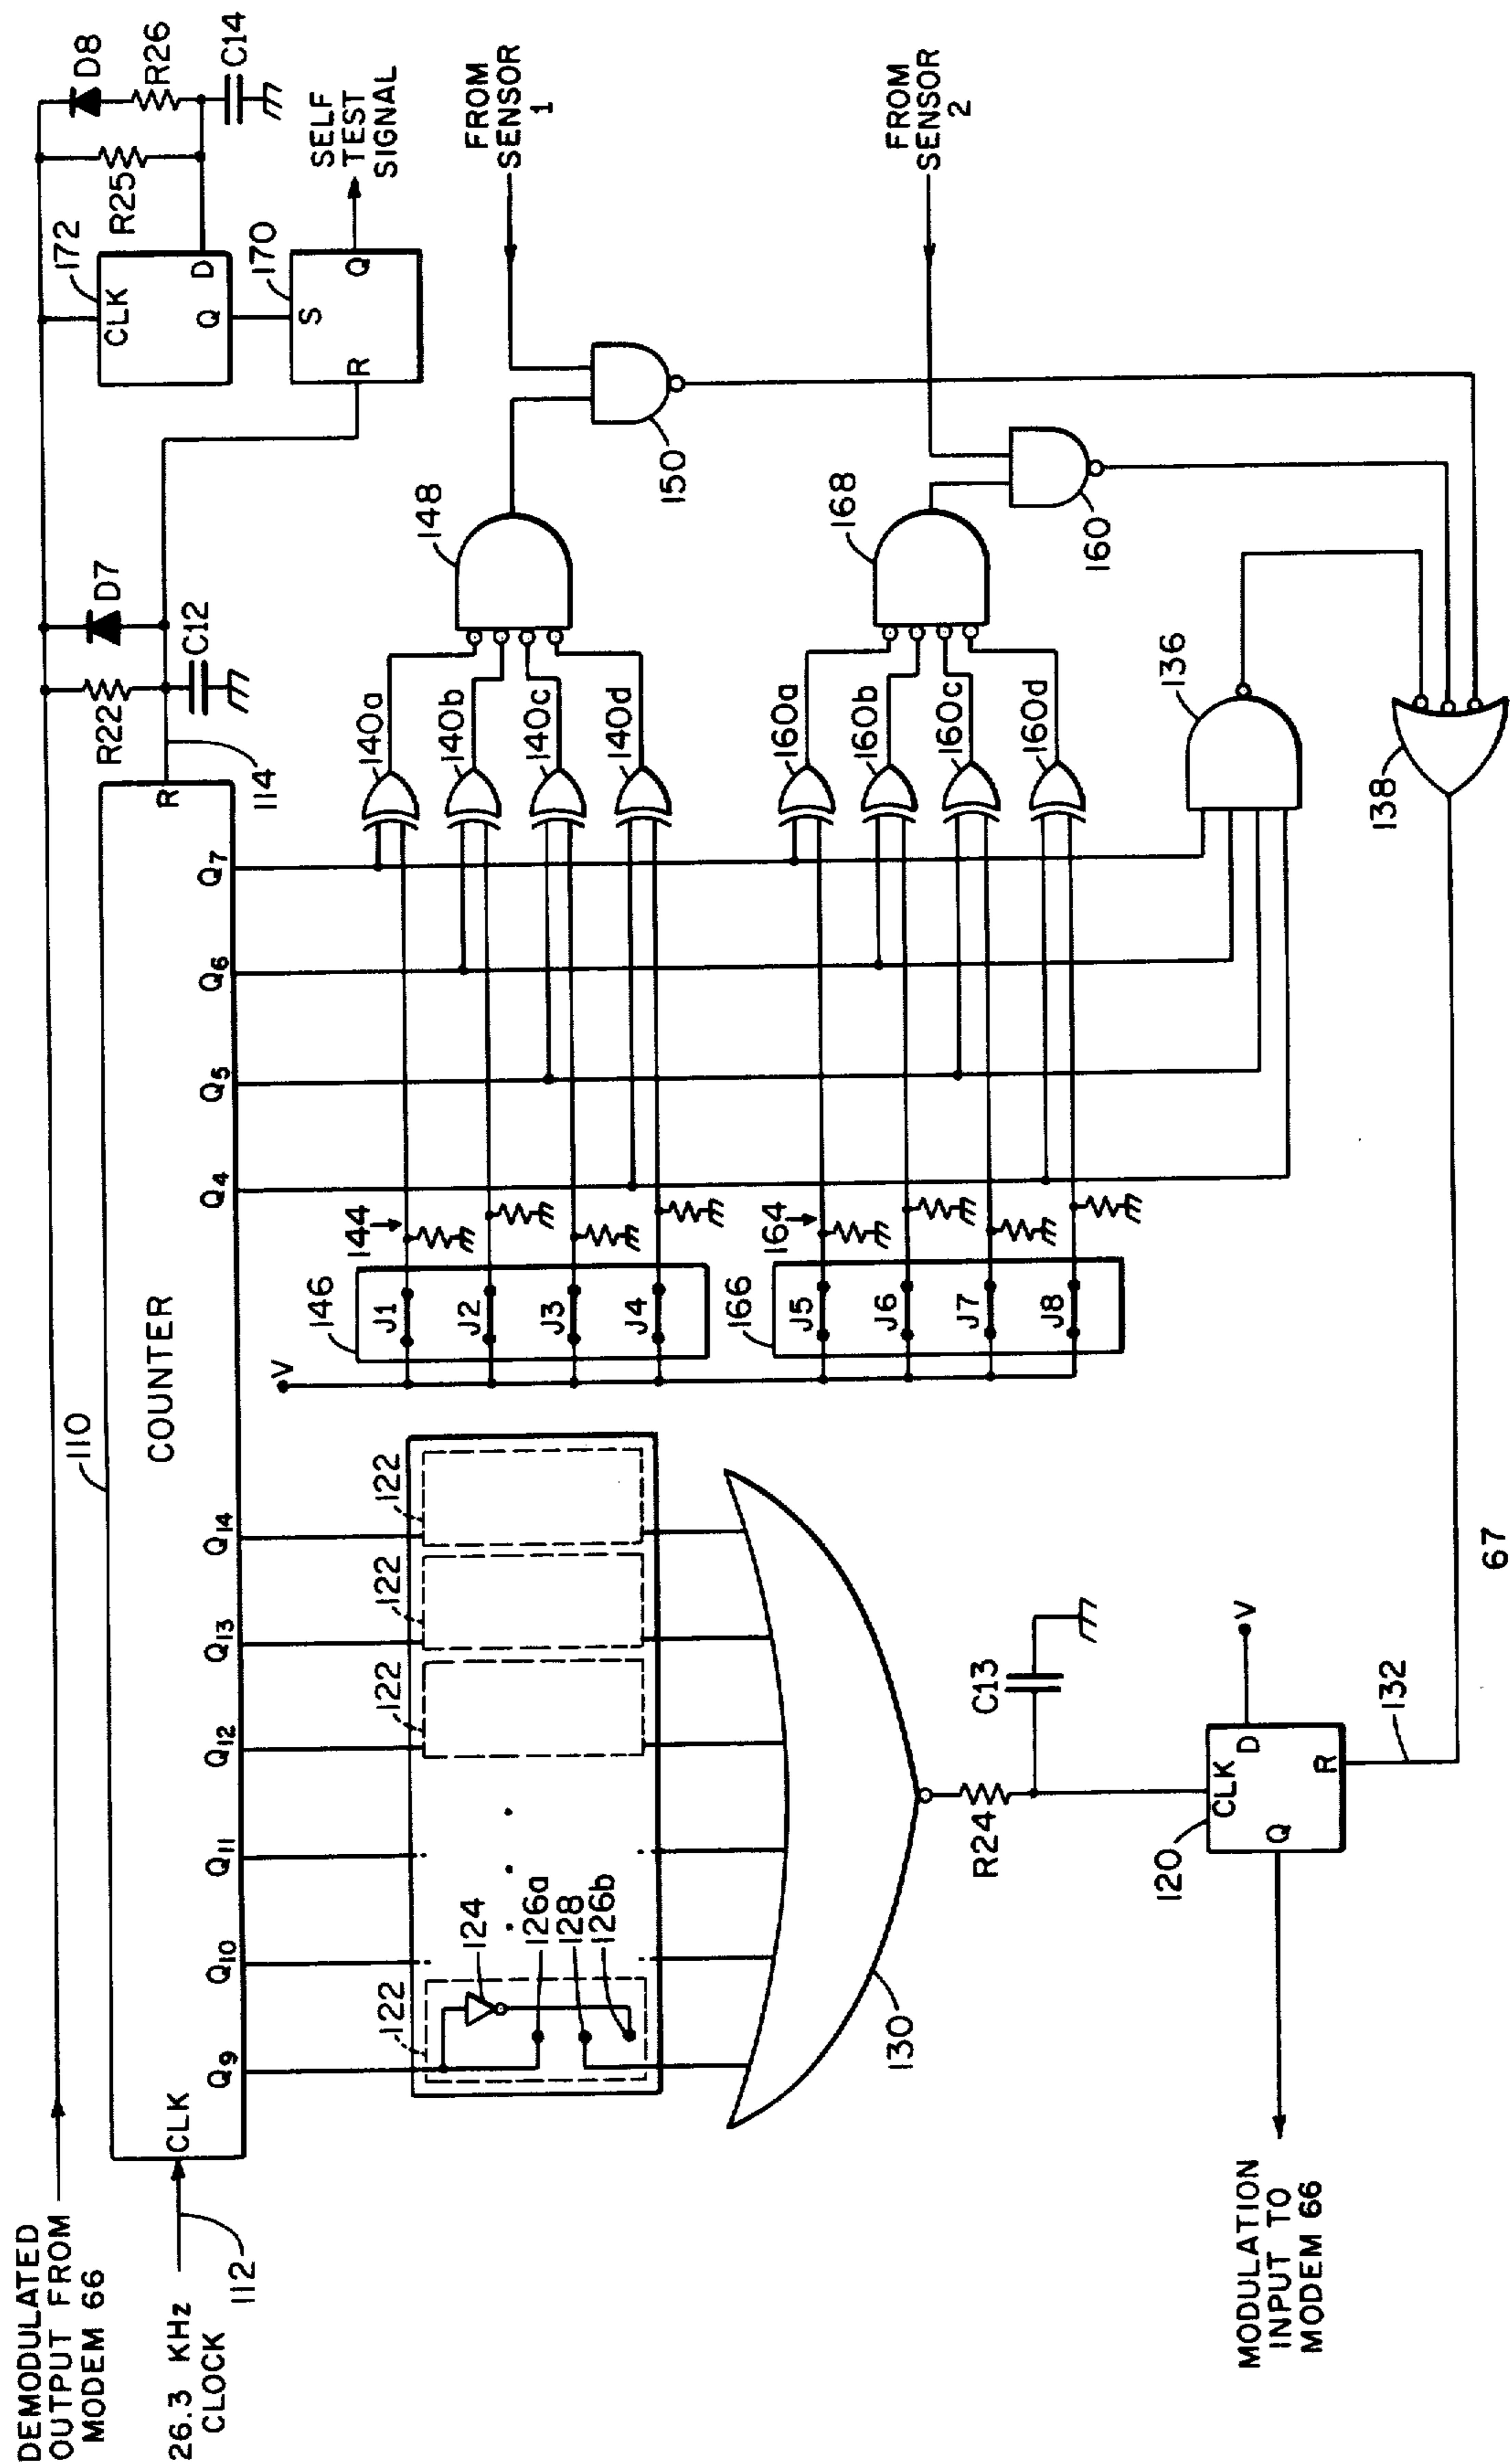 DEMODULATED
OUTPUT FROM
MODEM 66
26.3 KHz
CLOCK
112
110
COUNTER
CLK
R
114
Q9
Q10
Q11
Q12
Q13
Q14
Q4
Q5
Q6
Q7
R22
D7
C12
172
CLK
D
Q
R25
D8
R26
C14
170
S
Q
R
SELF
TEST
SIGNAL
122
122
122
122
124
126a
128
126b
130
R24
C13
120
CLK
D
Q
R
V
132
67
MODULATION
INPUT TO
MODEM 66
V
146
J1
J2
J3
J4
144
140a
140b
140c
140d
148
150
FROM
SENSOR
1
166
J5
J6
J7
J8
164
160a
160b
160c
160d
168
160
FROM
SENSOR
2
136
138